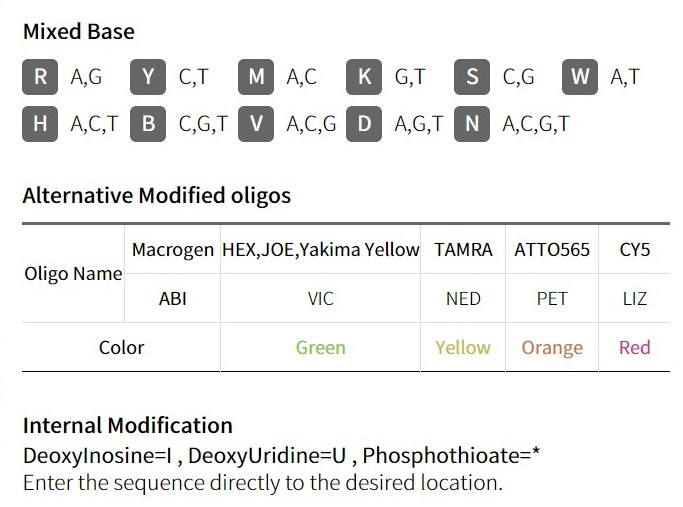 Mixed Base
R A,G Y C,T M A,C K G,T S C,G W A,T
H A,C,T B C,G,T V A,C,G D A,G,T N A,C,G,T
Alternative Modified oligos
Oligo Name Macrogen HEX,JOE,Yakima Yellow TAMRA ATTO565 CY5
ABI VIC NED PET LIZ
Color Green Yellow Orange Red
Internal Modification
DeoxyInosine=I , DeoxyUridine=U , Phosphothioate=*
Enter the sequence directly to the desired location.